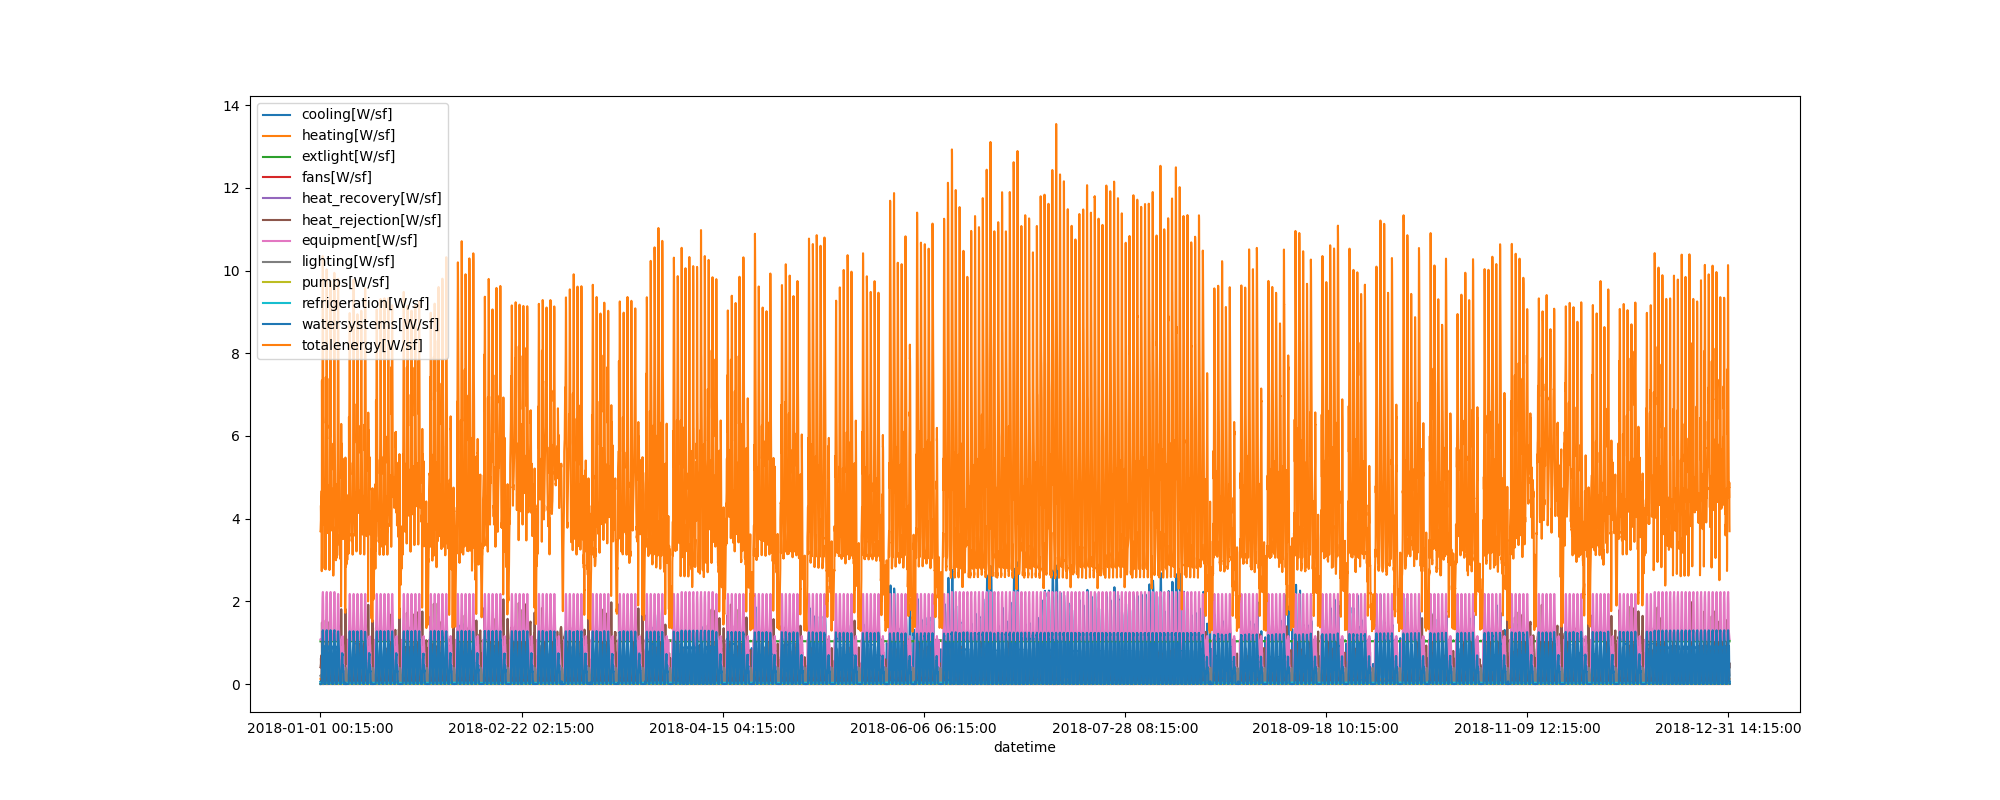 14
12
10
8
6
4
2
0
cooling[W/sf]
heating[W/sf]
extlight[W/sf]
fans[W/sf]
heat_recovery[W/sf]
heat_rejection[W/sf]
equipment[W/sf]
lighting[W/sf]
pumps[W/sf]
refrigeration[W/sf]
watersystems[W/sf]
totalenergy[W/sf]
2018-01-01 00:15:00 2018-02-22 02:15:00 2018-04-15 04:15:00 2018-06-06 06:15:00 2018-07-28 08:15:00 2018-09-18 10:15:00 2018-11-09 12:15:00 2018-12-31 14:15:00
datetime